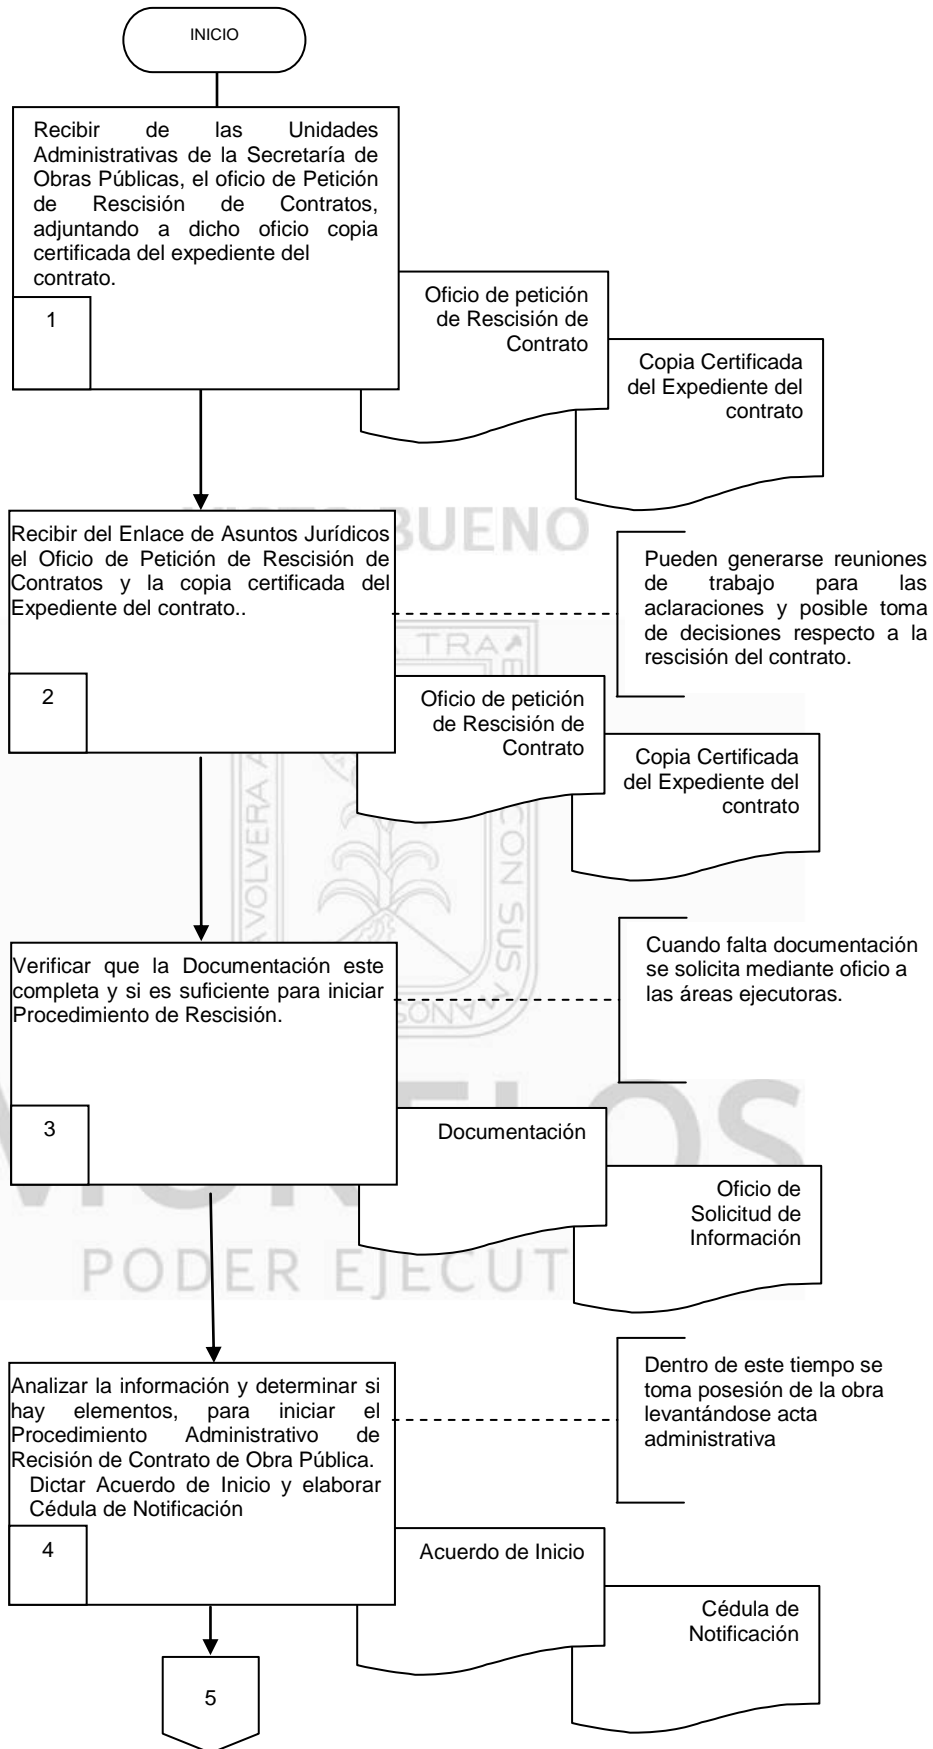 INICIO
Recibir de las Unidades
Administrativas de la Secretaría de
Obras Públicas, el oficio de Petición
de Rescisión de Contratos,
adjuntando a dicho oficio copia
certificada del expediente del
contrato.
1
Oficio de petición
de Rescisión de
Contrato
Copia Certificada
del Expediente del
contrato
BUENO
Recibir del Enlace de Asuntos Jurídicos
el Oficio de Petición de Rescisión de
Contratos y la copia certificada del
Expediente del contrato..
2
Pueden generarse reuniones
de trabajo para las
aclaraciones y posible toma
de decisiones respecto a la
rescisión del contrato.
Oficio de petición
de Rescisión de
Contrato
Copia Certificada
del Expediente del
contrato
TRA
VOLVERA A
CON SUS
Verificar que la Documentación este
completa y si es suficiente para iniciar
Procedimiento de Rescisión.
3
Cuando falta documentación
se solicita mediante oficio a
las áreas ejecutoras.
Documentación
Oficio de
Solicitud de
Información
PODER EJECUT
Analizar la información y determinar si
hay elementos, para iniciar el
Procedimiento Administrativo de
Recisión de Contrato de Obra Pública.
Dictar Acuerdo de Inicio y elaborar
Cédula de Notificación
4
Dentro de este tiempo se
toma posesión de la obra
levantándose acta
administrativa
Acuerdo de Inicio
Cédula de
Notificación
5